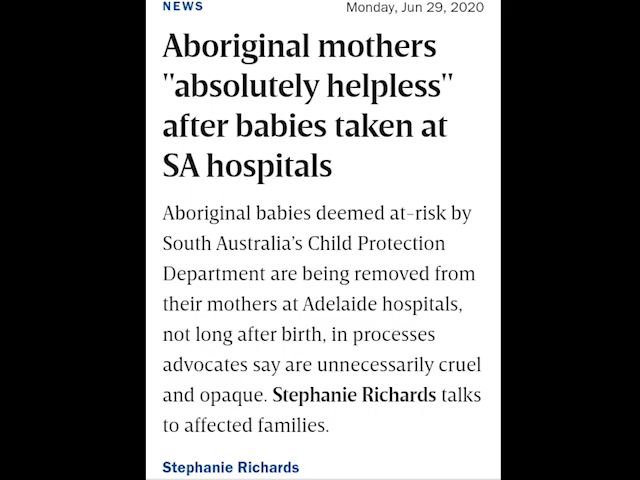 NEWS
Monday, Jun 29, 2020
Aboriginal mothers
"absolutely helpless"
after babies taken at
SA hospitals
Aboriginal babies deemed at-risk by
South Australia's Child Protection
Department are being removed from
their mothers at Adelaide hospitals,
not long after birth, in processes
advocates say are unnecessarily cruel
and opaque. Stephanie Richards talks
to affected families.
Stephanie Richards